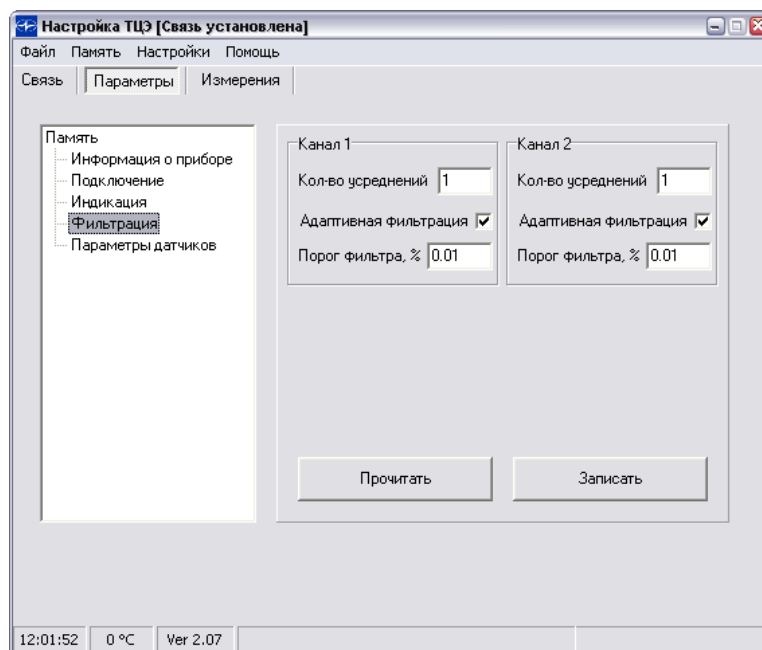 Настройка ТЦЭ [Связь установлена]
Файл Память Настройки Помощь
Связь Параметры Измерения
Память
Информация о приборе
Подключение
Индикация
Фильтрация
Параметры датчиков
Канал 1
Кол-во усреднений 1
Адаптивная фильтрация
Порог фильтра, % 0.01
Канал 2
Кол-во усреднений 1
Адаптивная фильтрация
Порог фильтра, % 0.01
Прочитать Записать
12:01:52 0 °C Ver 2.07